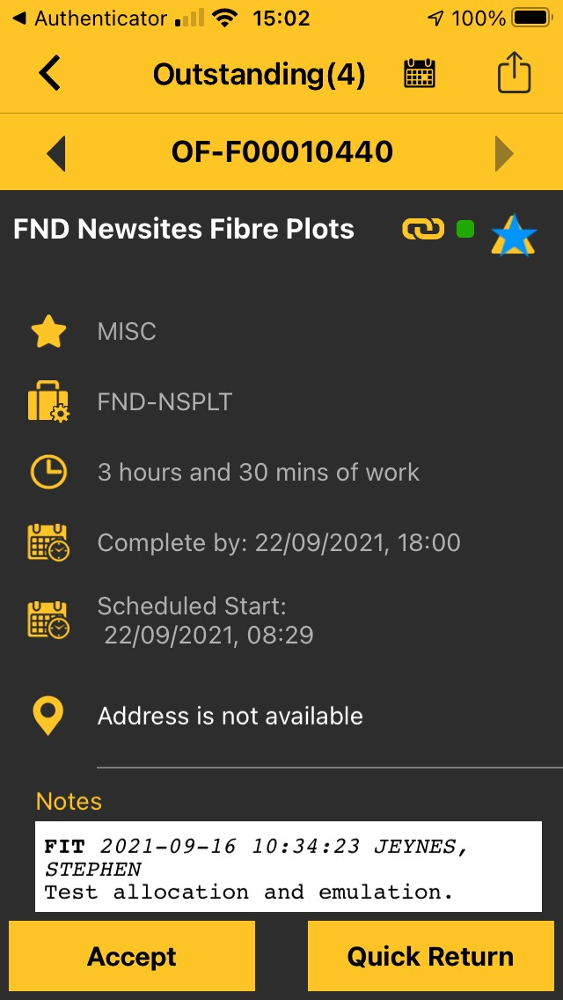 Authenticator 15:02 100%
Outstanding(4)
OF-F00010440
FND Newsites Fibre Plots
MISC
FND-NSPLT
3 hours and 30 mins of work
Complete by: 22/09/2021, 18:00
Scheduled Start:
22/09/2021, 08:29
Address is not available
Notes
FIT 2021-09-16 10:34:23 JEYNES,
STEPHEN
Test allocation and emulation.
Accept Quick Return